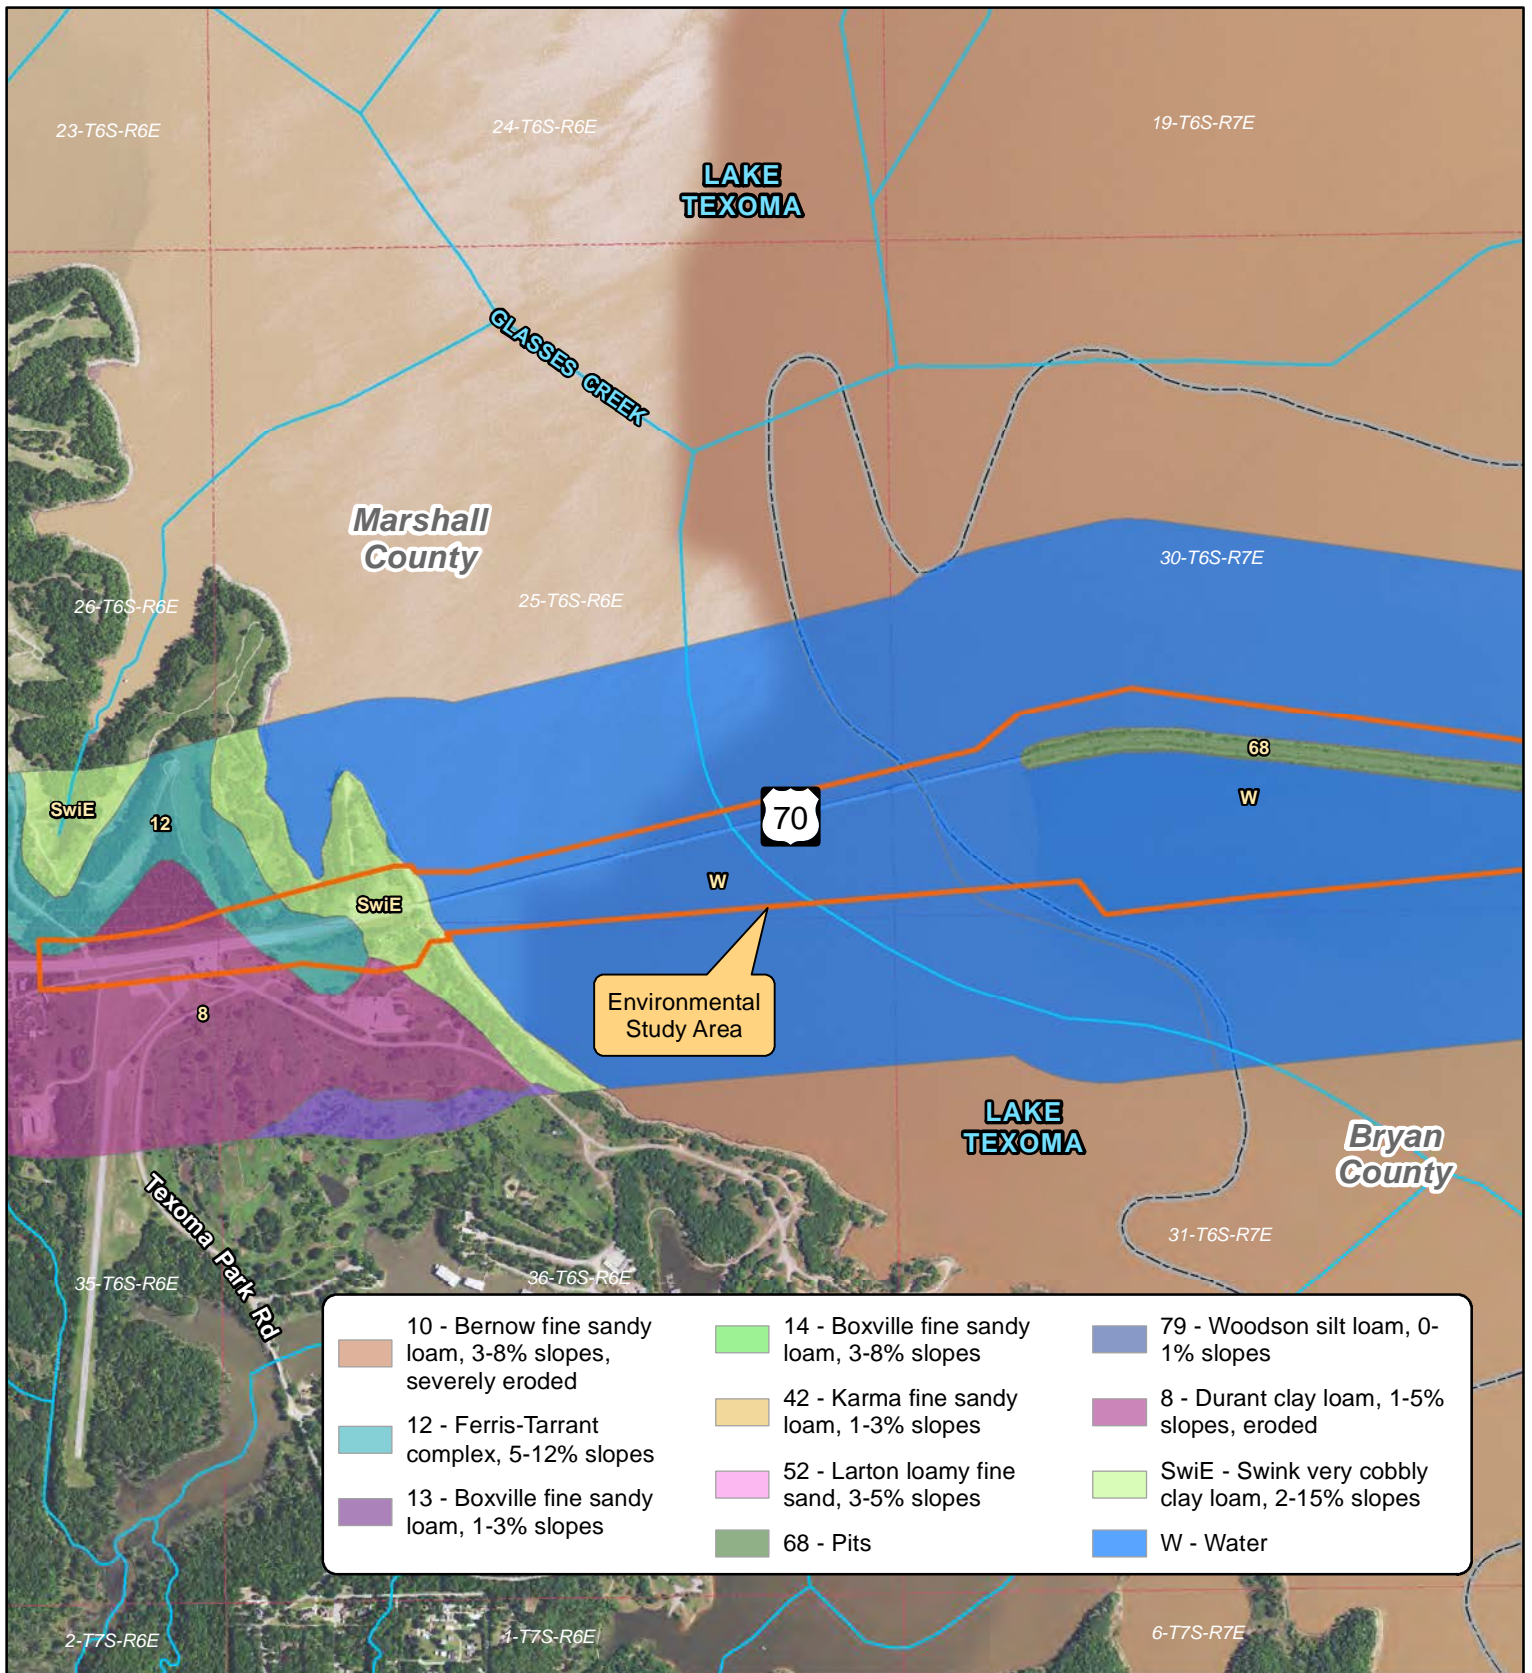 23-T6S-R6E
24-T6S-R6E
19-T6S-R7E
LAKE
TEXOMA
GLASSES CREEK
Marshall
County
26-T6S-R6E
25-T6S-R6E
30-T6S-R7E
68
W
SwiE
12
70
W
SwiE
Environmental
Study Area
8
LAKE
TEXOMA
Bryan
County
Texoma Park Rd
31-T6S-R7E
35-T6S-R6E
36-T6S-R6E
10 - Bernow fine sandy
loam, 3-8% slopes,
severely eroded
12 - Ferris-Tarrant
complex, 5-12% slopes
13 - Boxville fine sandy
loam, 1-3% slopes
14 - Boxville fine sandy
loam, 3-8% slopes
42 - Karma fine sandy
loam, 1-3% slopes
52 - Larton loamy fine
sand, 3-5% slopes
68 - Pits
79 - Woodson silt loam, 0-
1% slopes
8 - Durant clay loam, 1-5%
slopes, eroded
SwiE - Swink very cobbly
clay loam, 2-15% slopes
W - Water
2-T7S-R6E
1-T7S-R6E
6-T7S-R7E